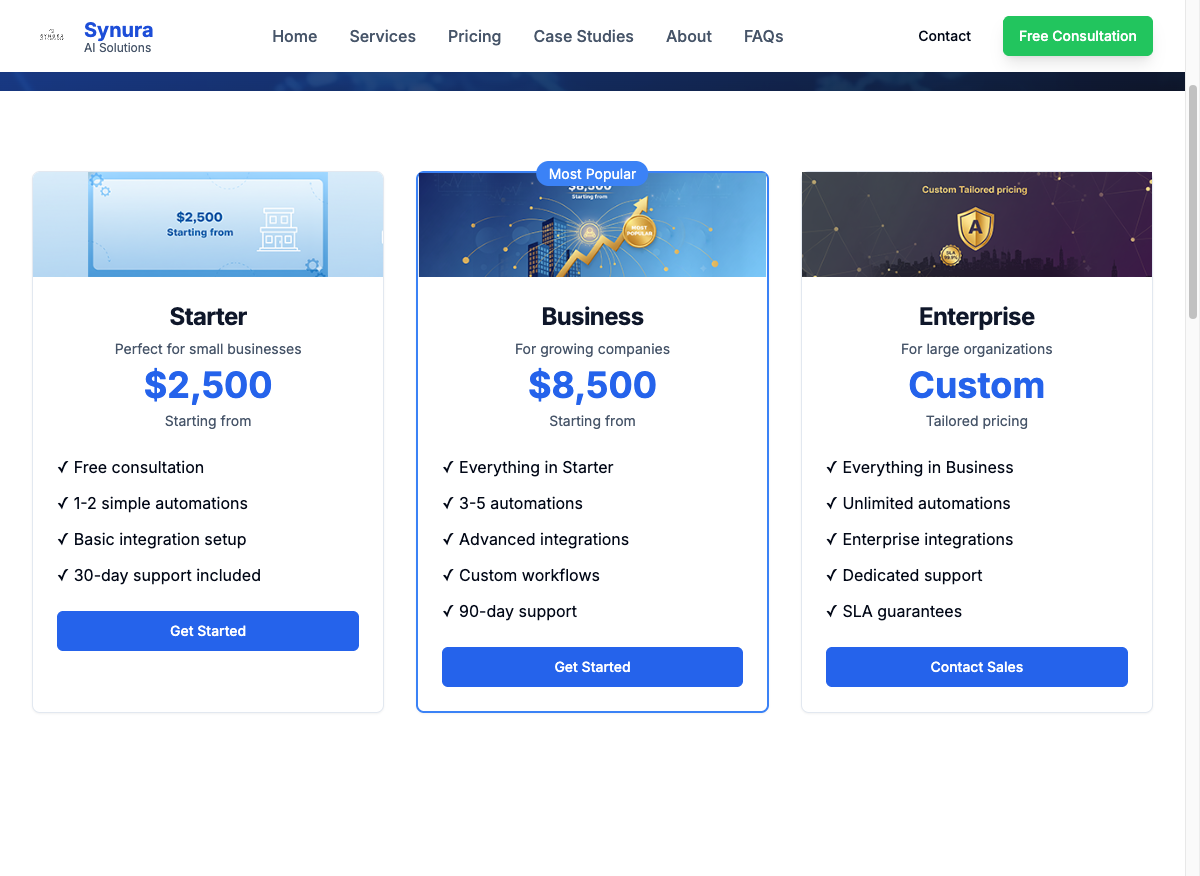 Synura
AI Solutions
Home
Services
Pricing
Case Studies
About
FAQs
Contact
Free Consultation
$2,500
Starting from
Starter
Perfect for small businesses
$2,500
Starting from
✓ Free consultation
✓ 1-2 simple automations
✓ Basic integration setup
✓ 30-day support included
Get Started
Most Popular
$8,500
Starting from
MOST
POPULAR
Business
For growing companies
$8,500
Starting from
✓ Everything in Starter
✓ 3-5 automations
✓ Advanced integrations
✓ Custom workflows
✓ 90-day support
Get Started
Custom Tailored pricing
A
SLA
99.9%
Enterprise
For large organizations
Custom
Tailored pricing
✓ Everything in Business
✓ Unlimited automations
✓ Enterprise integrations
✓ Dedicated support
✓ SLA guarantees
Contact Sales